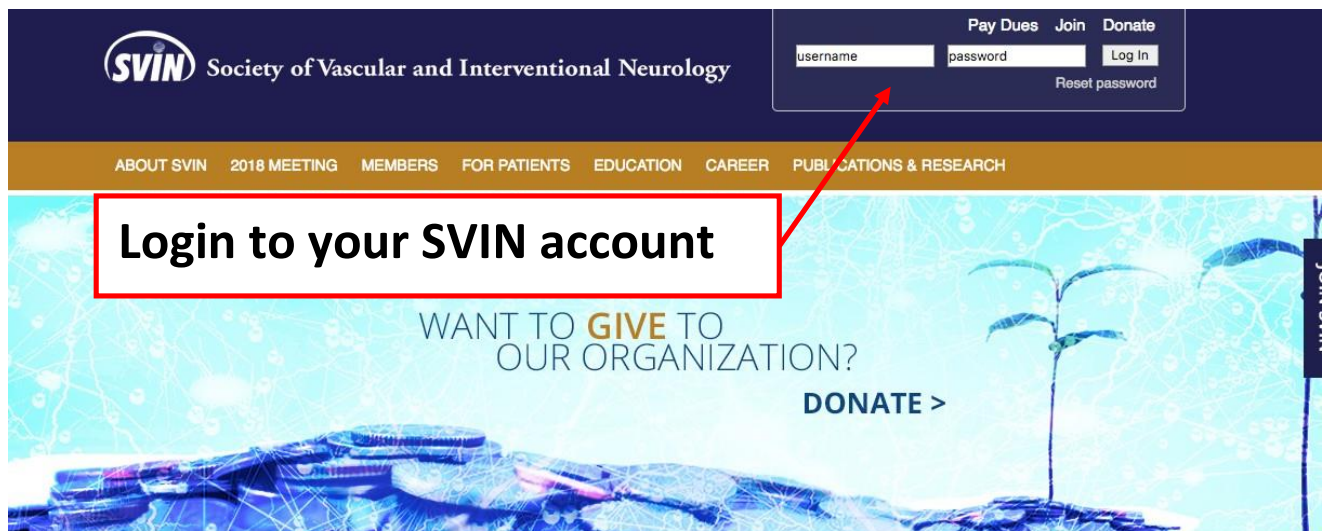 Pay Dues Join Donate
SVIN Society of Vascular and Interventional Neurology
username password Log In
Reset password
ABOUT SVIN 2018 MEETING MEMBERS FOR PATIENTS EDUCATION CAREER PUBLICATIONS & RESEARCH
Login to your SVIN account
WANT TO GIVE TO
OUR ORGANIZATION?
DONATE >